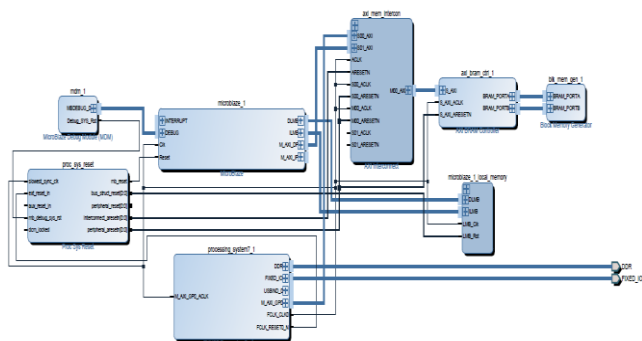 axi_mem_intercon
S00_AXI
S01_AXI
ACLK
ARESETN
S00_ACLK
S00_ARESETN
M00_ACLK
M00_ARESETN
S01_ACLK
S01_ARESETN
M00_AXI
AXI Interconnect
mdm_1
MBDEBUG_0
Debug_SYS_Rst
MicroBlaze Debug Module (MDM)
microblaze_1
INTERRUPT
DEBUG
Clk
Reset
DLMB
ILMB
M_AXI_DP
M_AXI_IP
MicroBlaze
axi_bram_ctrl_1
S_AXI
S_AXI_ACLK
S_AXI_ARESETN
BRAM_PORTA
BRAM_PORTB
AXI BRAM Controller
blk_mem_gen_1
BRAM_PORTA
BRAM_PORTB
Block Memory Generator
proc_sys_reset
slowest_sync_clk
ext_reset_in
aux_reset_in
mb_debug_sys_rst
dcm_locked
mb_reset
bus_struct_reset[0:0]
peripheral_reset[0:0]
interconnect_aresetn[0:0]
peripheral_aresetn[0:0]
Proc Sys Reset
microblaze_1_local_memory
DLMB
ILMB
LMB_Clk
LMB_Rst
processing_system7_1
M_AXI_GP0_ACLK
DDR
FIXED_IO
USBIND_0
M_AXI_GP0
FCLK_CLK0
FCLK_RESET0_N
DDR
FIXED_IO